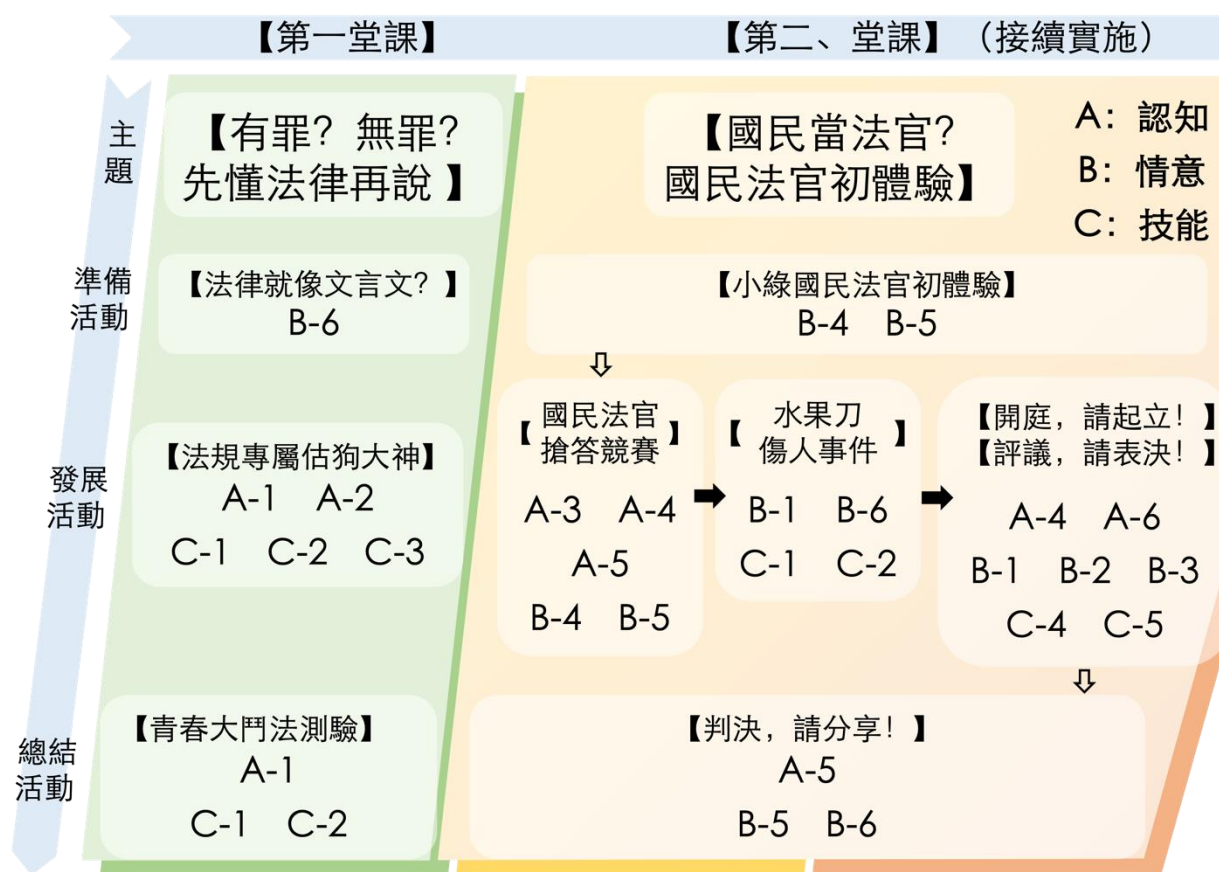 【第一堂課】
【第二、堂課】（接續實施）
主題
【有罪？無罪？
先懂法律再說 】
【國民當法官？
國民法官初體驗】
A：認知
B：情意
C：技能
準備
活動
【法律就像文言文？】
B-6
【小綠國民法官初體驗】
B-4 B-5
發展
活動
【法規專屬估狗大神】
A-1 A-2
C-1 C-2 C-3
【國民法官
搶答競賽】
A-3 A-4
A-5
B-4 B-5
【水果刀
傷人事件】
B-1 B-6
C-1 C-2
【開庭，請起立！】
【評議，請表決！】
A-4 A-6
B-1 B-2 B-3
C-4 C-5
總結
活動
【青春大鬥法測驗】
A-1
C-1 C-2
【判決，請分享！】
A-5
B-5 B-6